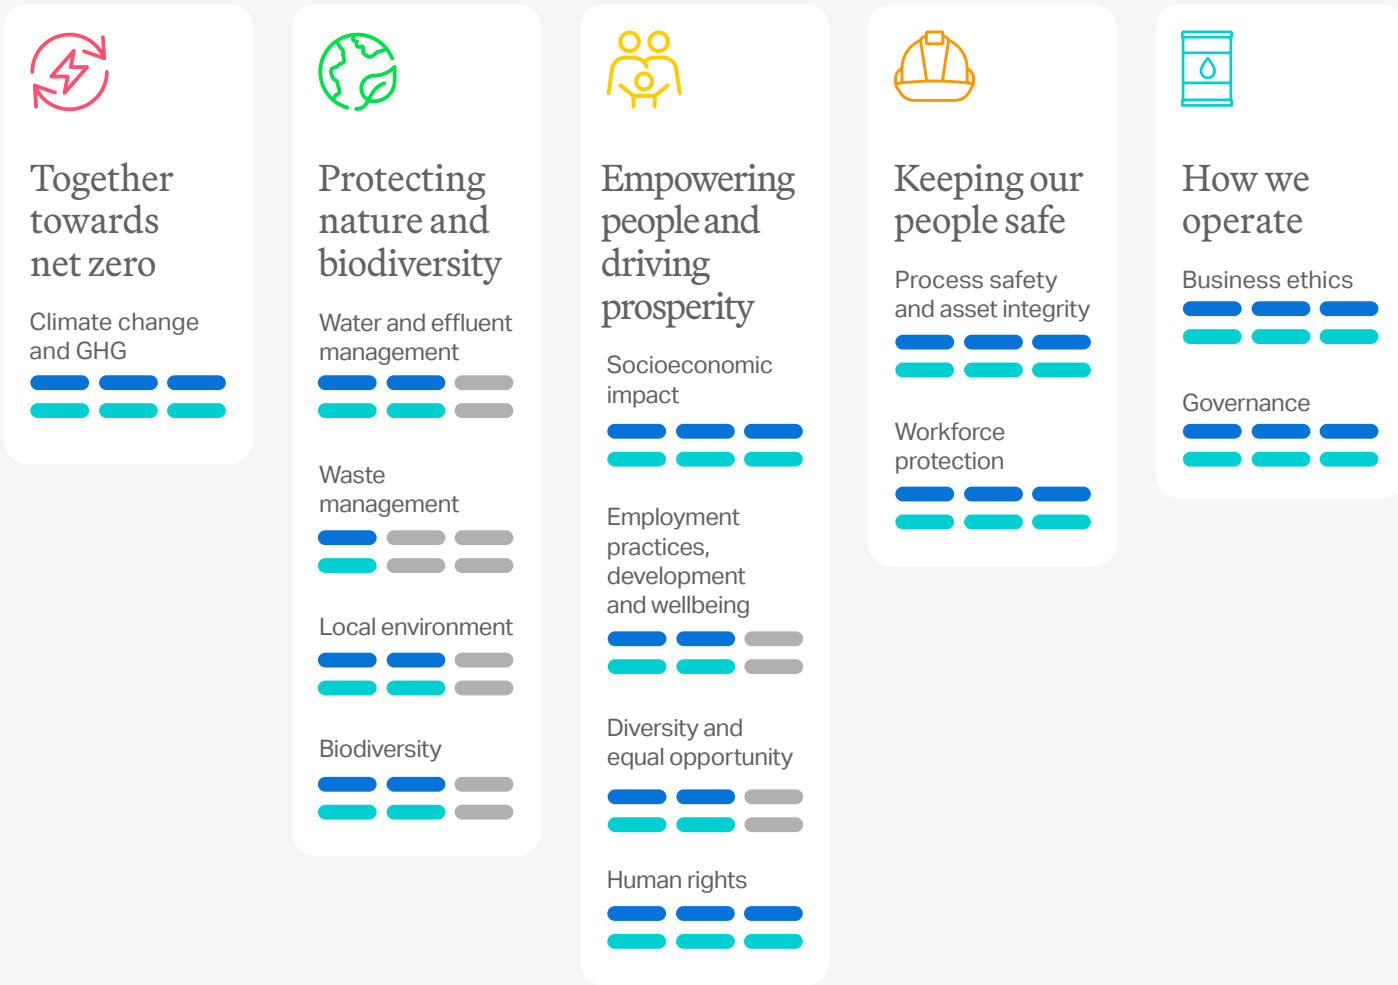 Together
towards
net zero
Climate change
and GHG
Protecting
nature and
biodiversity
Water and effluent
management
Waste
management
Local environment
Biodiversity
Empowering
people and
driving
prosperity
Socioeconomic
impact
Employment
practices,
development
and wellbeing
Diversity and
equal opportunity
Human rights
Keeping our
people safe
Process safety
and asset integrity
Workforce
protection
How we
operate
Business ethics
Governance